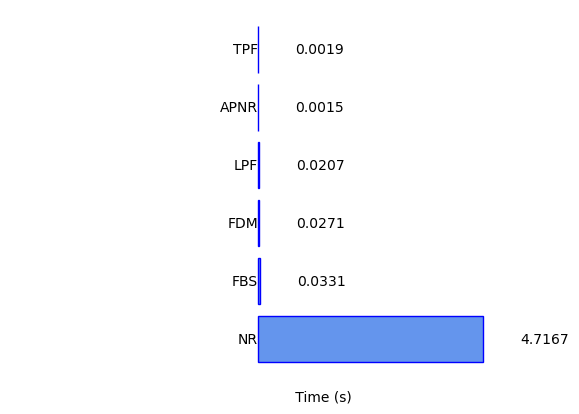 TPF 0.0019
APNR 0.0015
LPF 0.0207
FDM 0.0271
FBS 0.0331
NR 4.7167
Time (s)